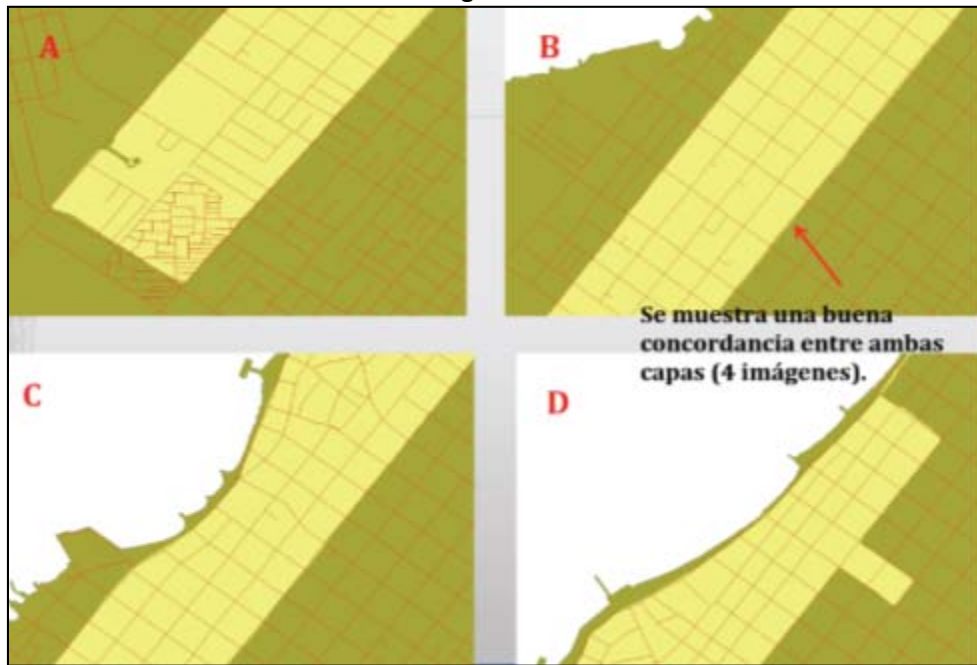 A
B
Se muestra una buena
concordancia entre ambas
capas (4 imágenes).
C
D